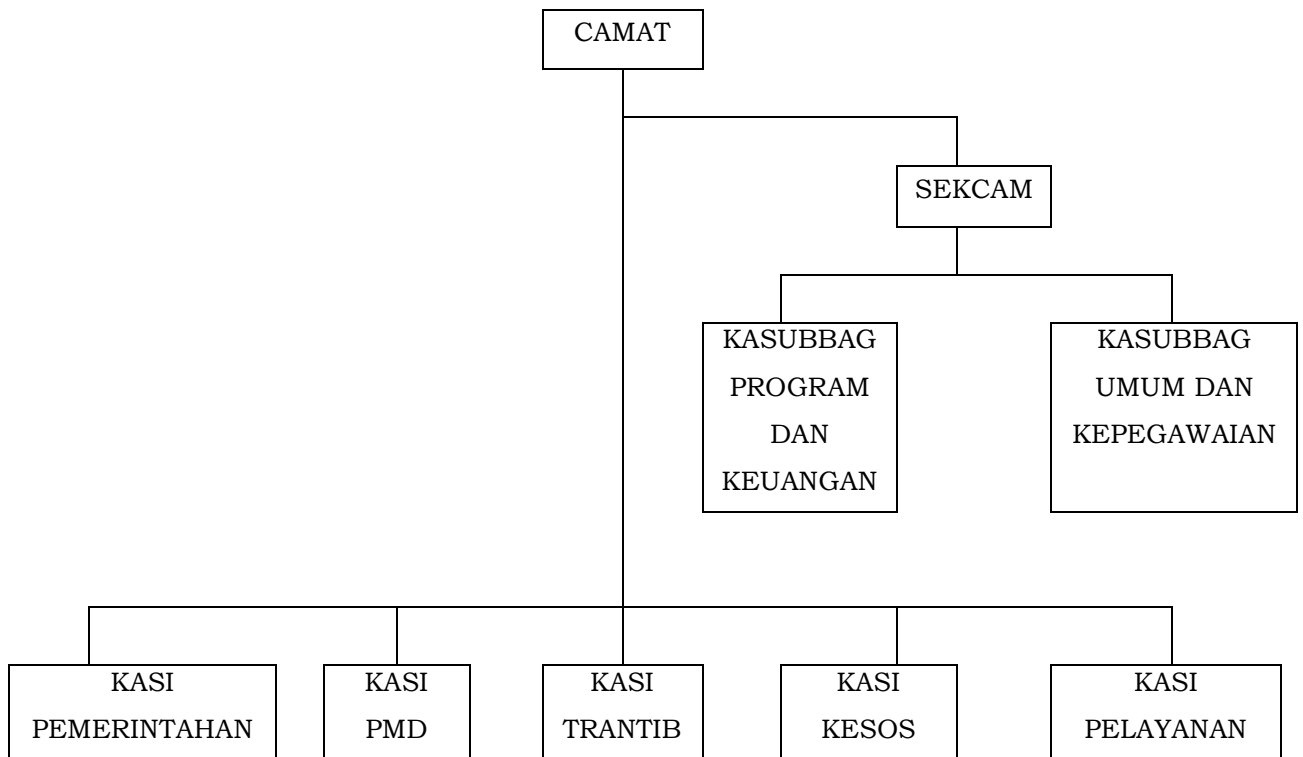 CAMAT
SEKCAM
KASUBBAG
PROGRAM
DAN
KEUANGAN
KASUBBAG
UMUM DAN
KEPEGAWAIAN
KASI
PEMERINTAHAN
KASI
PMD
KASI
TRANTIB
KASI
KESOS
KASI
PELAYANAN